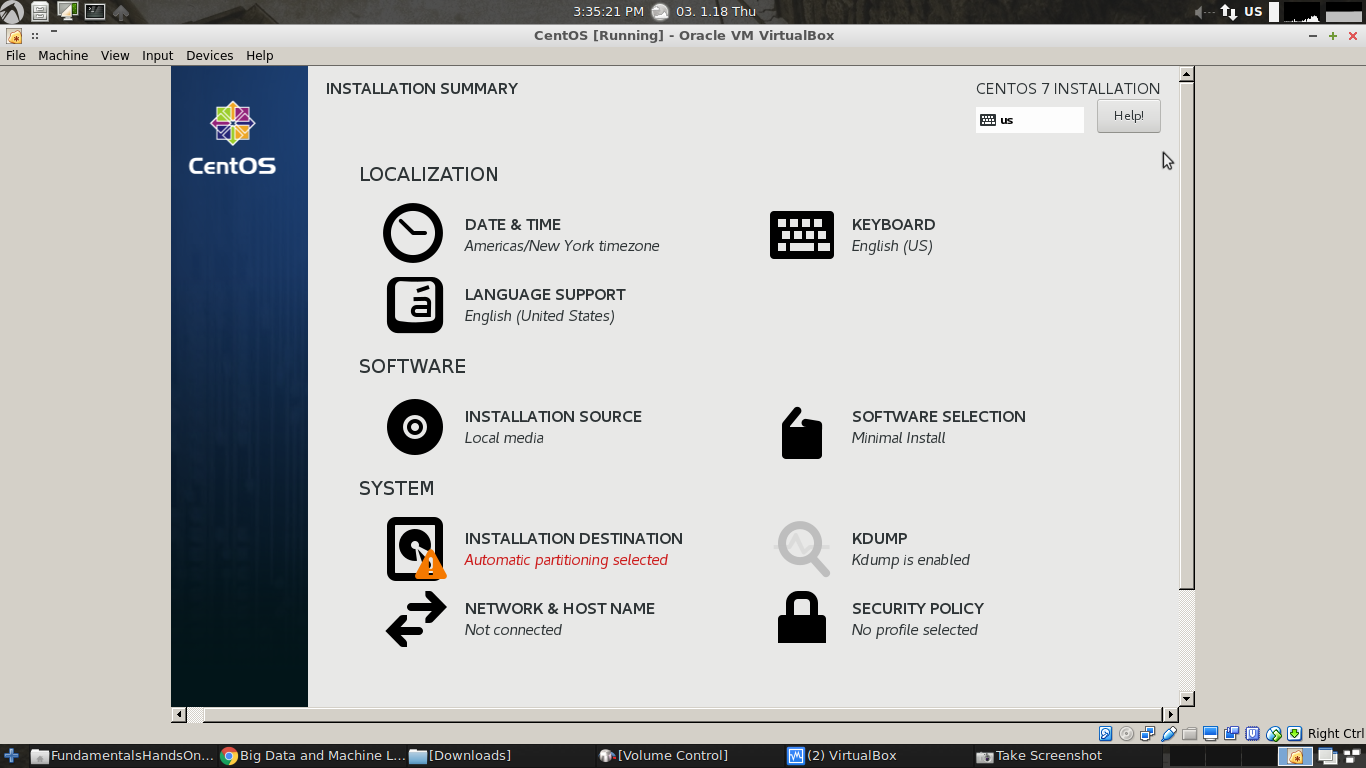 3:35:21 PM 03. 1.18 Thu US
CentOS [Running] - Oracle VM VirtualBox
File Machine View Input Devices Help
INSTALLATION SUMMARY
CENTOS 7 INSTALLATION
us
Help!
CentOS
LOCALIZATION
DATE & TIME
Americas/New York timezone
KEYBOARD
English (US)
LANGUAGE SUPPORT
English (United States)
SOFTWARE
INSTALLATION SOURCE
Local media
SOFTWARE SELECTION
Minimal Install
SYSTEM
INSTALLATION DESTINATION
Automatic partitioning selected
KDUMP
Kdump is enabled
NETWORK & HOST NAME
Not connected
SECURITY POLICY
No profile selected
Right Ctrl
FundamentalsHandsOn... Big Data and Machine L... [Downloads] [Volume Control] (2) VirtualBox Take Screenshot